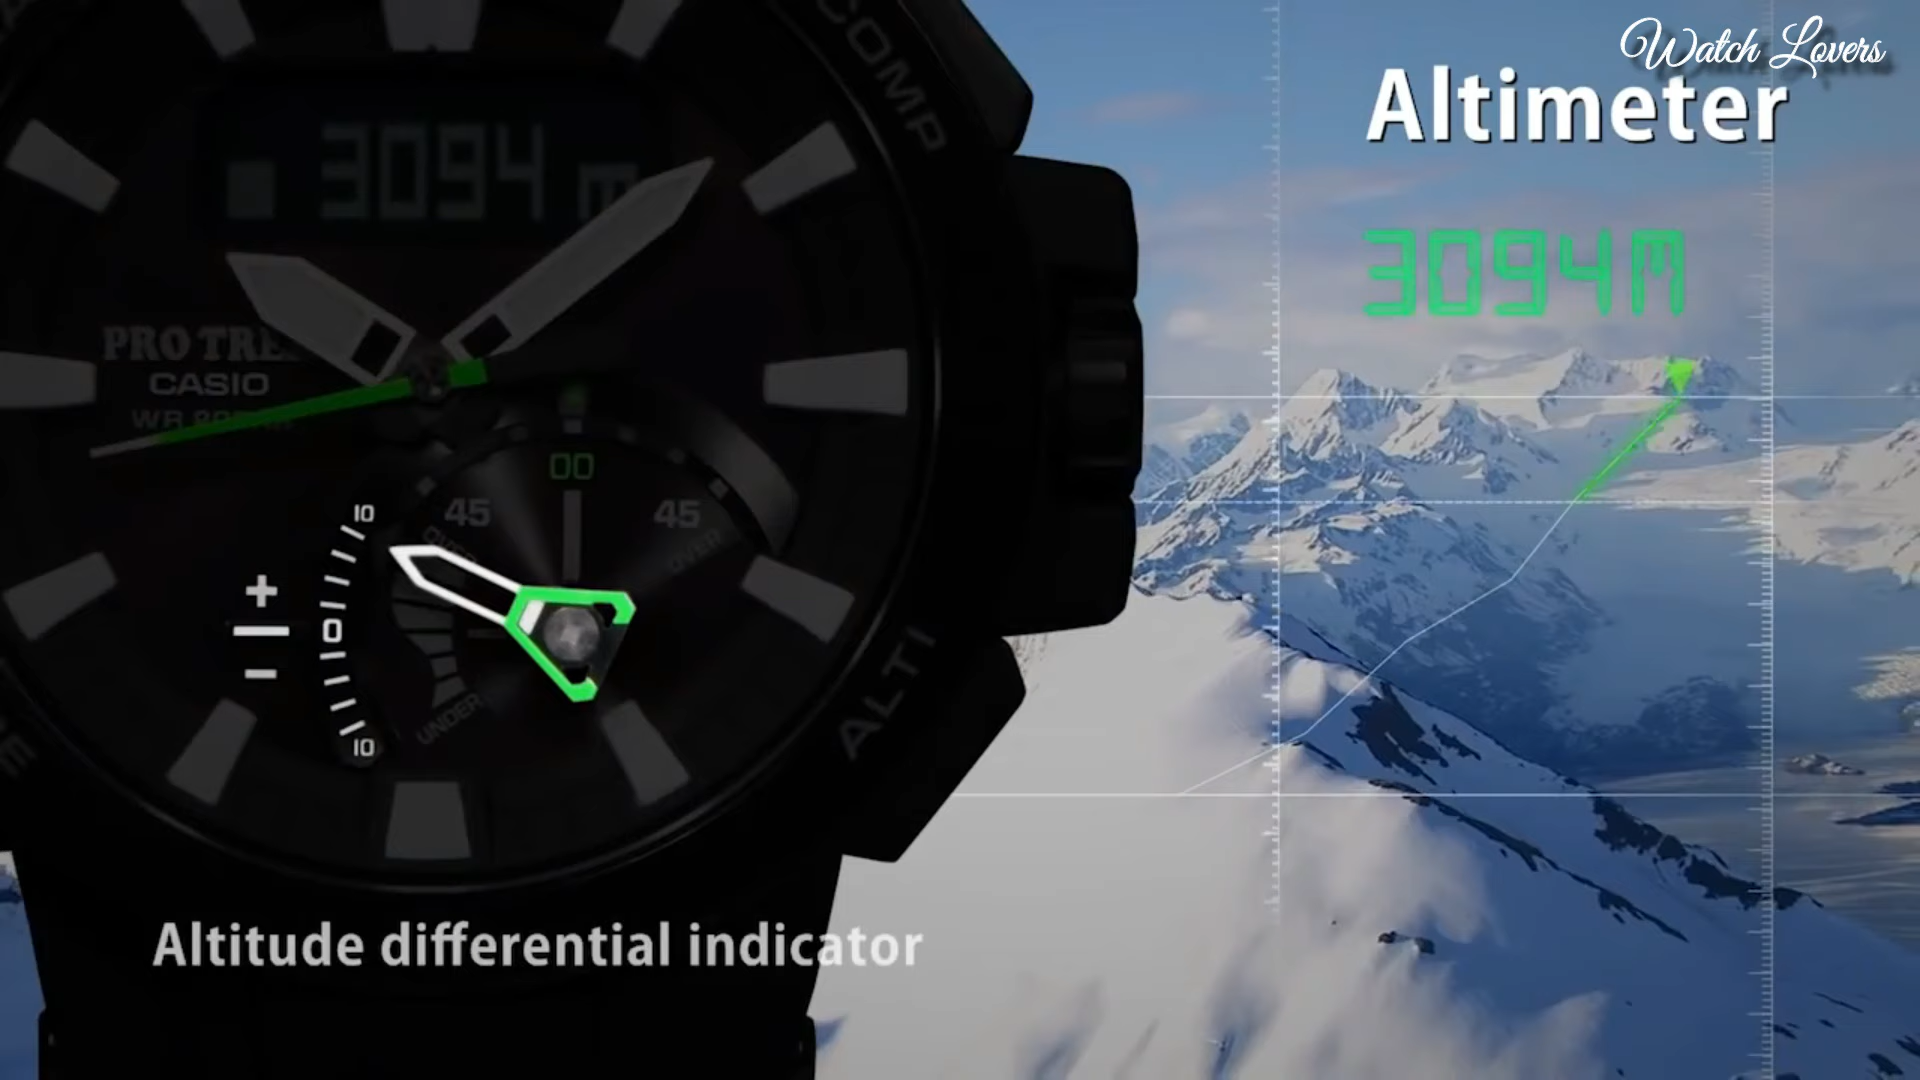 Watch Lovers
Altimeter
3094M
COMP
3094 m
PRO TRE
CASIO
00
45
45
OVER
10
+
0
−
10
UNDER
ALTI
Altitude differential indicator